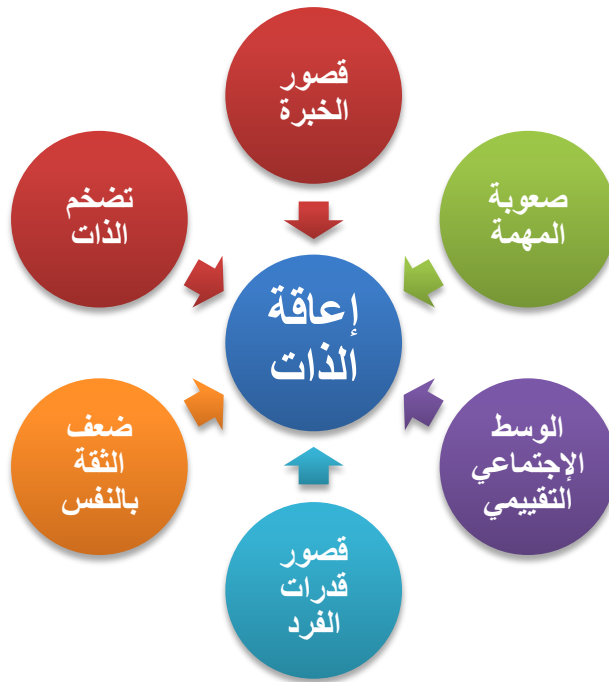 قصور
الخبرة
صعوبة
المهمة
تضخم
الذات
إعاقة
الذات
الوسط
الإجتماعي
التقييمي
ضعف
الثقة
بالنفس
قصور
قدرات
الفرد